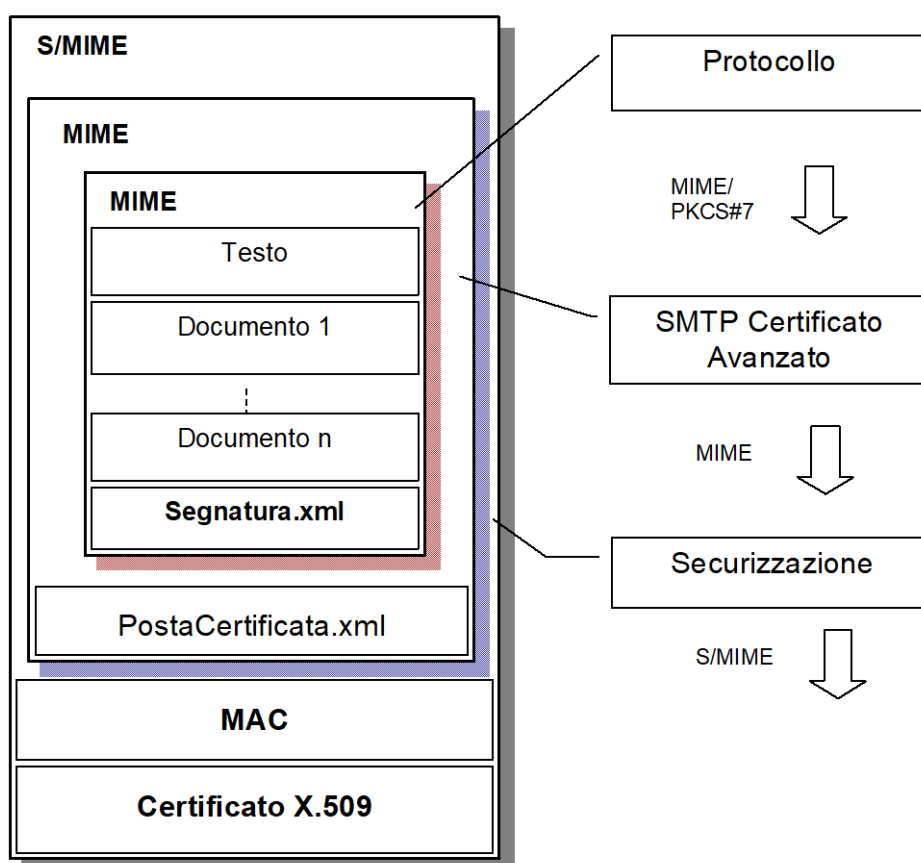 S/MIME
MIME
MIME
Testo
Documento 1
Documento n
Segnatura.xml
PostaCertificata.xml
MAC
Certificato X.509
Protocollo
MIME/
PKCS#7
SMTP Certificato
Avanzato
MIME
Securizzazione
S/MIME